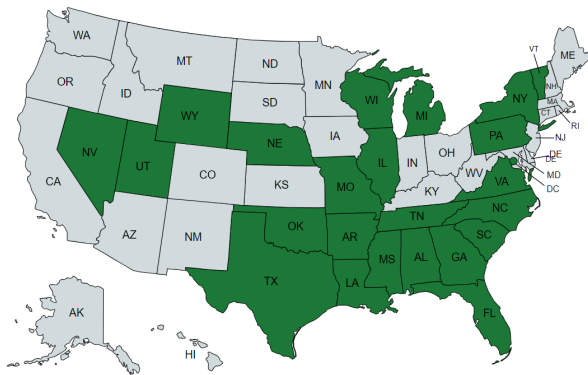 WA
MT
ND
MN
ME
VT
NH
OR
ID
SD
WI
MI
NY
MA
CT
RI
WY
IA
PA
NJ
NV
UT
NE
IL
IN
OH
DE
DE
MD
DC
CA
CO
KS
MO
KY
WV
VA
NC
TN
AZ
NM
OK
AR
SC
MS
AL
GA
TX
LA
FL
AK
HI